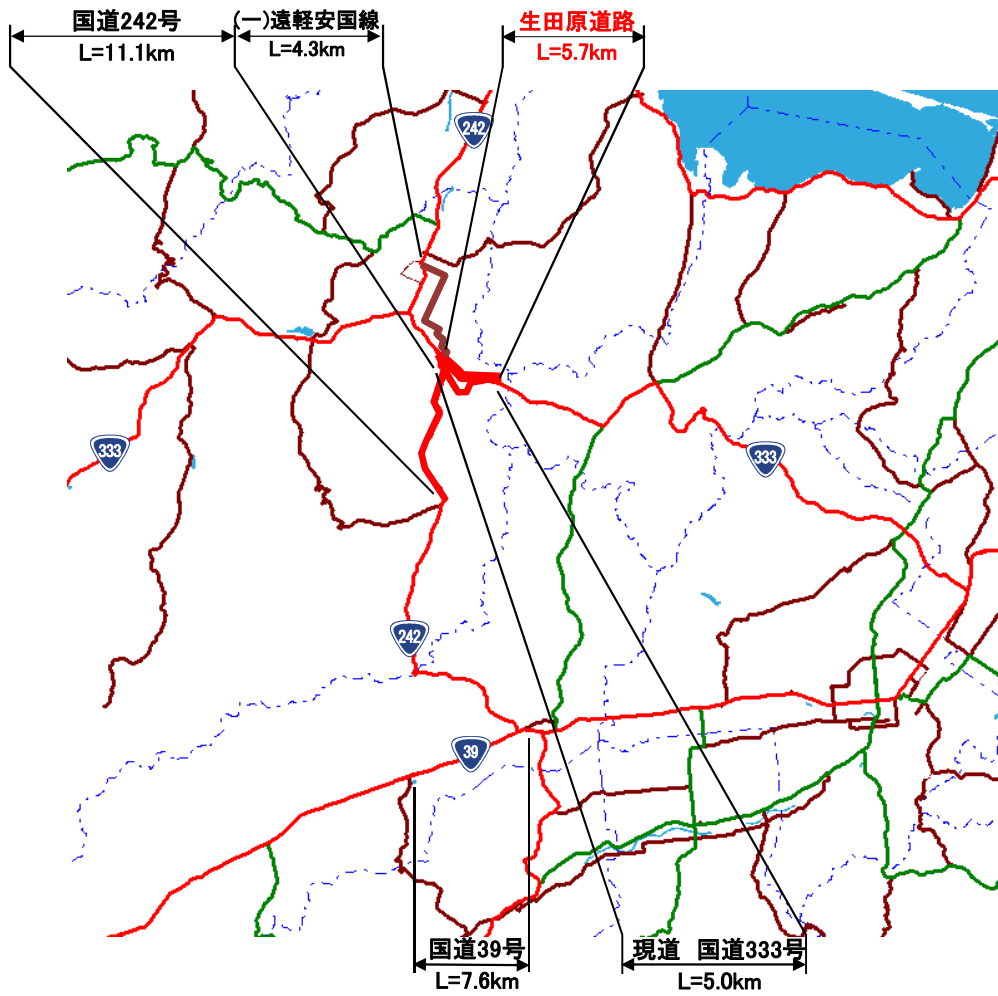 国道242号
L=11.1km
(一)遠軽安国線
L=4.3km
生田原道路
L=5.7km
242
333
333
242
39
国道39号
L=7.6km
現道 国道333号
L=5.0km